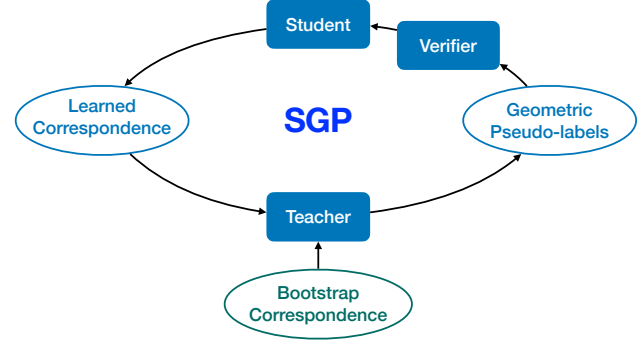 Student
Verifier
Learned
Correspondence
SGP
Geometric
Pseudo-labels
Teacher
Bootstrap
Correspondence